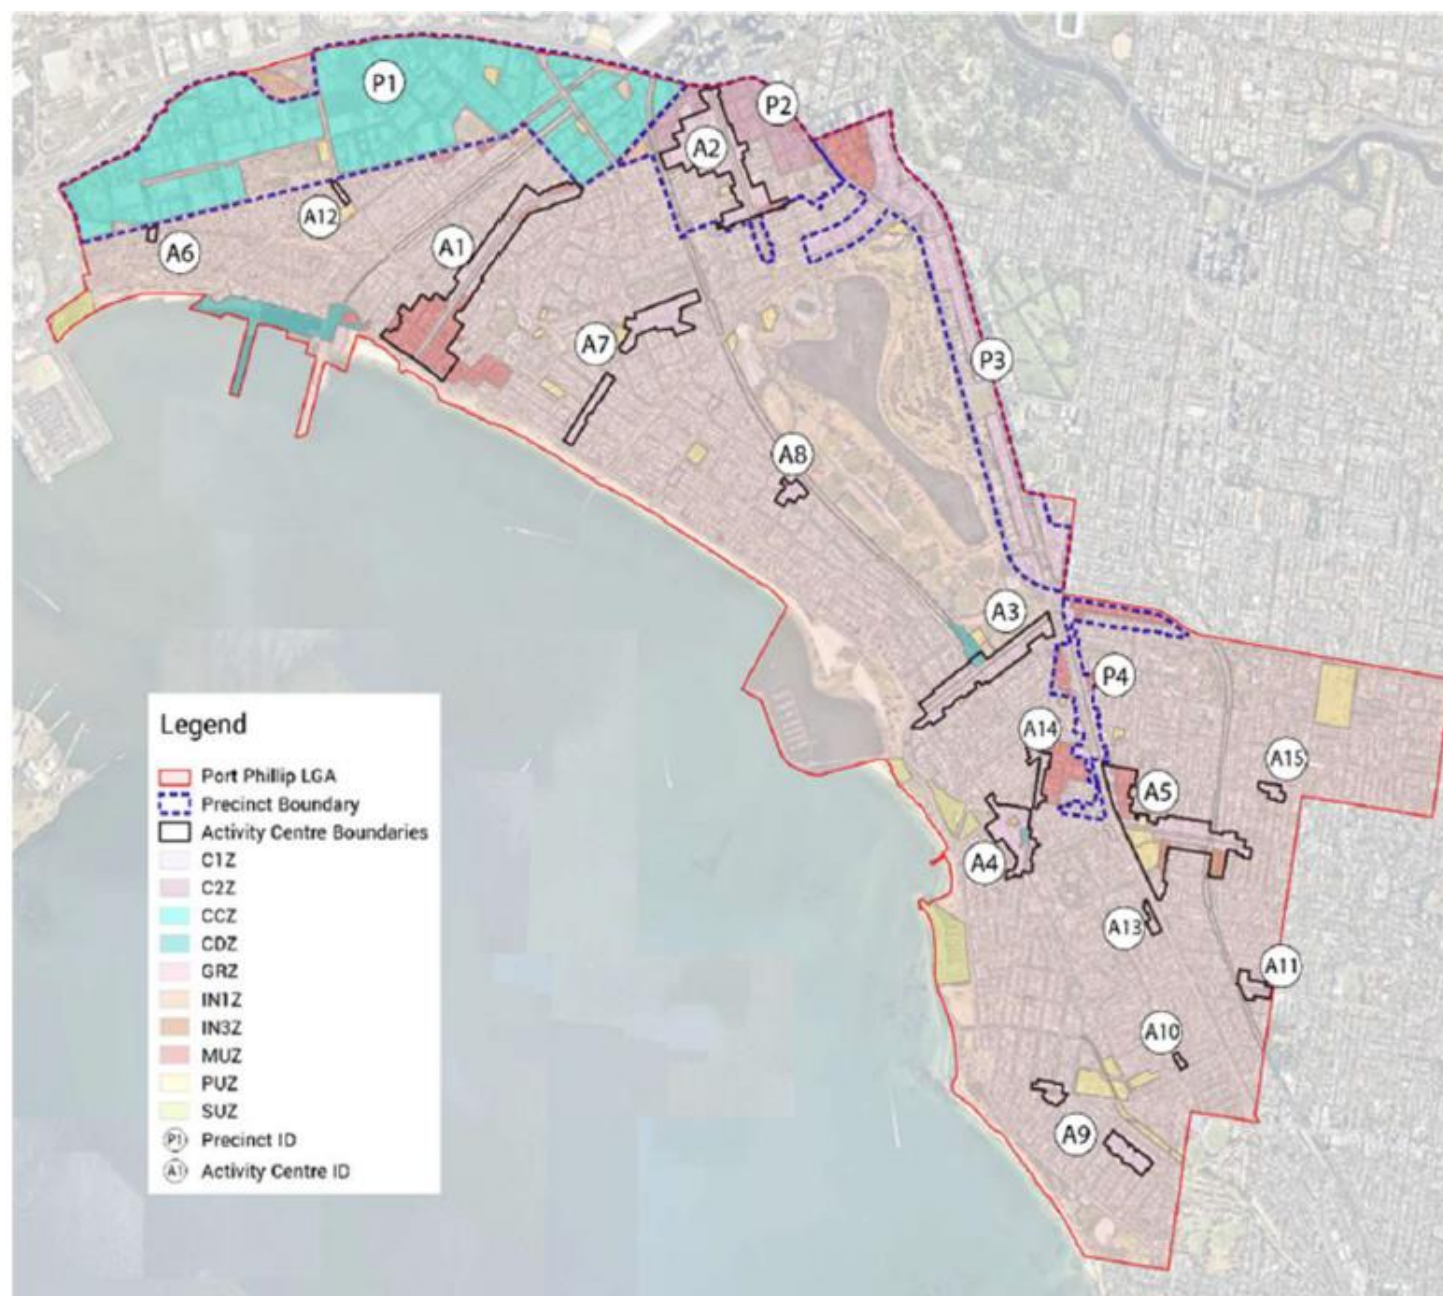 P1
P2
A2
A12
A6
A1
A7
P3
A8
A3
P4
A14
A15
A5
A4
A13
A11
A10
A9
Legend
Port Phillip LGA
Precinct Boundary
Activity Centre Boundaries
C1Z
C2Z
CCZ
CDZ
GRZ
IN1Z
IN3Z
MUZ
PUZ
SUZ
P1 Precinct ID
A1 Activity Centre ID